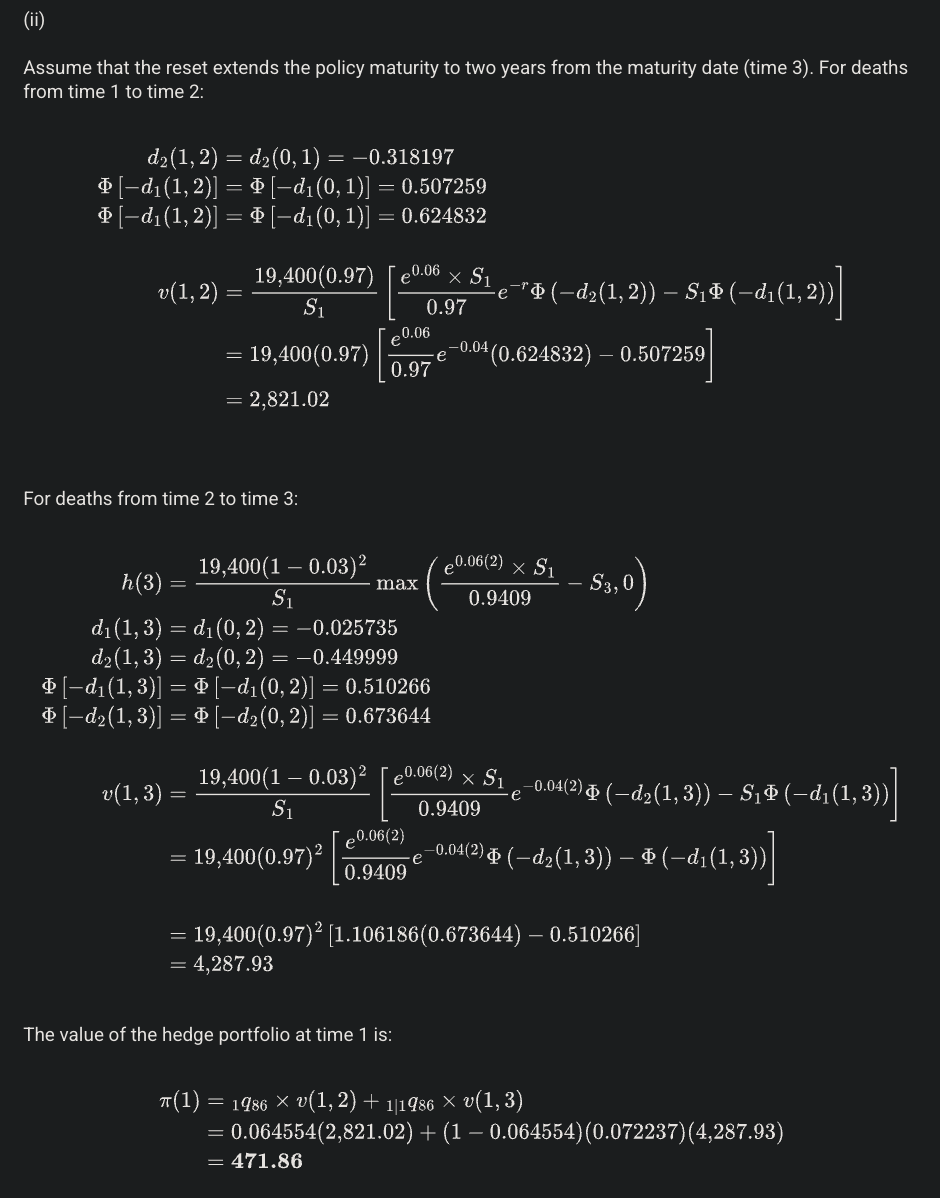 (ii)
Assume that the reset extends the policy maturity to two years from the maturity date (time 3). For deaths
from time 1 to time 2:
d₂(1, 2) = d₂(0, 1) = −0.318197
Φ [−d₁(1, 2)] = Φ [−d₁(0, 1)] = 0.507259
Φ [−d₁(1, 2)] = Φ [−d₁(0, 1)] = 0.624832
v(1, 2) = \frac{19,400(0.97)}{S₁} [\frac{e^{0.06} × S₁}{0.97} e^{−r}Φ (−d₂(1, 2)) − S₁Φ (−d₁(1, 2))]
= 19,400(0.97) [\frac{e^{0.06}}{0.97} e^{−0.04}(0.624832) − 0.507259]
= 2,821.02
For deaths from time 2 to time 3:
h(3) = \frac{19,400(1 − 0.03)²}{S₁} max (\frac{e^{0.06(2)} × S₁}{0.9409} − S₃, 0)
d₁(1, 3) = d₁(0, 2) = −0.025735
d₂(1, 3) = d₂(0, 2) = −0.449999
Φ [−d₁(1, 3)] = Φ [−d₁(0, 2)] = 0.510266
Φ [−d₂(1, 3)] = Φ [−d₂(0, 2)] = 0.673644
v(1, 3) = \frac{19,400(1 − 0.03)²}{S₁} [\frac{e^{0.06(2)} × S₁}{0.9409} e^{−0.04(2)}Φ (−d₂(1, 3)) − S₁Φ (−d₁(1, 3))]
= 19,400(0.97)² [\frac{e^{0.06(2)}}{0.9409} e^{−0.04(2)}Φ (−d₂(1, 3)) − Φ (−d₁(1, 3))]
= 19,400(0.97)² [1.106186(0.673644) − 0.510266]
= 4,287.93
The value of the hedge portfolio at time 1 is:
π(1) = ₁q₈₆ × v(1, 2) + ₁|₁q₈₆ × v(1, 3)
= 0.064554(2,821.02) + (1 − 0.064554)(0.072237)(4,287.93)
= 471.86